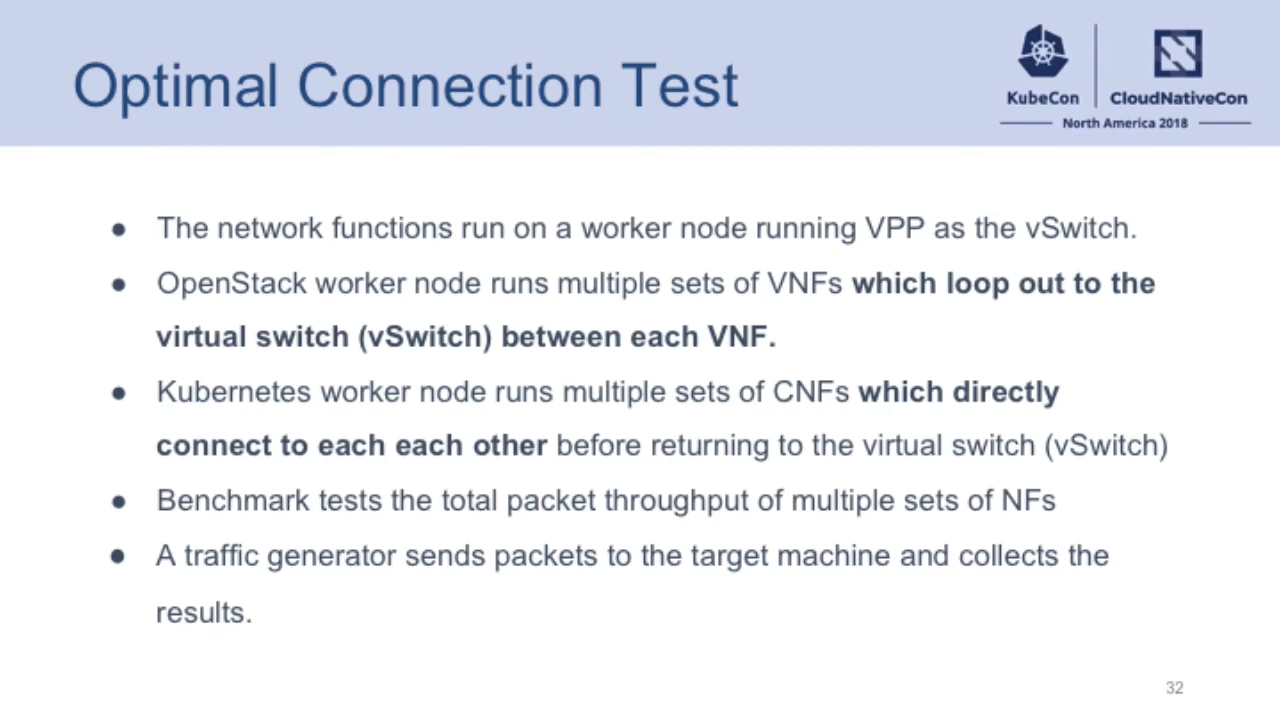 Optimal Connection Test
KubeCon
CloudNativeCon
North America 2018
● The network functions run on a worker node running VPP as the vSwitch.
● OpenStack worker node runs multiple sets of VNFs which loop out to the
virtual switch (vSwitch) between each VNF.
● Kubernetes worker node runs multiple sets of CNFs which directly
connect to each each other before returning to the virtual switch (vSwitch)
● Benchmark tests the total packet throughput of multiple sets of NFs
● A traffic generator sends packets to the target machine and collects the
results.
32